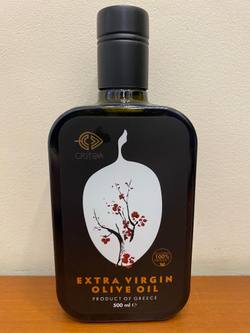 100%
EXTRA VIRGIN
OLIVE OIL
PRODUCT OF GREECE
500 ml ℮